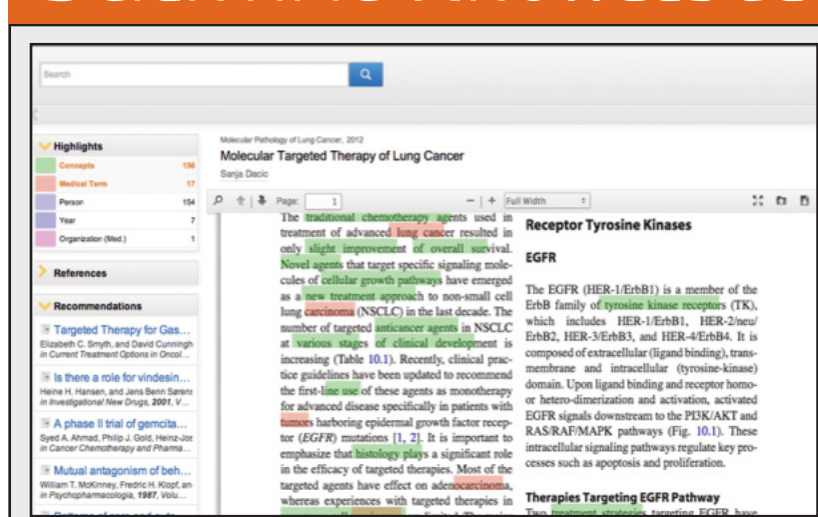 Search
Highlights
Concepts 156
Medical Term 17
Person 154
Year 7
Organization (Med.) 1
References
Recommendations
Targeted Therapy for Gas...
Elizabeth C. Smyth, and David Cunningh
in Current Treatment Options in Oncol...
Is there a role for vindesin...
Heine H. Hansen, and Jens Benn Sørens
in Investigational New Drugs, 2001, V...
A phase II trial of gemcita...
Syed A. Ahmad, Philip J. Gold, Heinz-Jos
in Cancer Chemotherapy and Pharma...
Mutual antagonism of beh...
William T. McKinney, Fredric H. Klopf, an
in Psychopharmacologia, 1987, Volu...
Molecular Pathology of Lung Cancer, 2012
Molecular Targeted Therapy of Lung Cancer
Sanja Dacic
Page: 1
Full Width
The traditional chemotherapy agents used in
treatment of advanced lung cancer resulted in
only slight improvement of overall survival.
Novel agents that target specific signaling mole-
cules of cellular growth pathways have emerged
as a new treatment approach to non-small cell
lung carcinoma (NSCLC) in the last decade. The
number of targeted anticancer agents in NSCLC
at various stages of clinical development is
increasing (Table 10.1). Recently, clinical prac-
tice guidelines have been updated to recommend
the first-line use of these agents as monotherapy
for advanced disease specifically in patients with
tumors harboring epidermal growth factor recep-
tor (EGFR) mutations [1, 2]. It is important to
emphasize that histology plays a significant role
in the efficacy of targeted therapies. Most of the
targeted agents have effect on adenocarcinoma,
whereas experiences with targeted therapies in
Receptor Tyrosine Kinases
EGFR
The EGFR (HER-1/ErbB1) is a member of the
ErbB family of tyrosine kinase receptors (TK),
which includes HER-1/ErbB1, HER-2/neu/
ErbB2, HER-3/ErbB3, and HER-4/ErbB4. It is
composed of extracellular (ligand binding), trans-
membrane and intracellular (tyrosine-kinase)
domain. Upon ligand binding and receptor homo-
or hetero-dimerization and activation, activated
EGFR signals downstream to the PI3K/AKT and
RAS/RAF/MAPK pathways (Fig. 10.1). These
intracellular signaling pathways regulate key pro-
cesses such as apoptosis and proliferation.
Therapies Targeting EGFR Pathway
Two treatment strategies targeting EGFR have